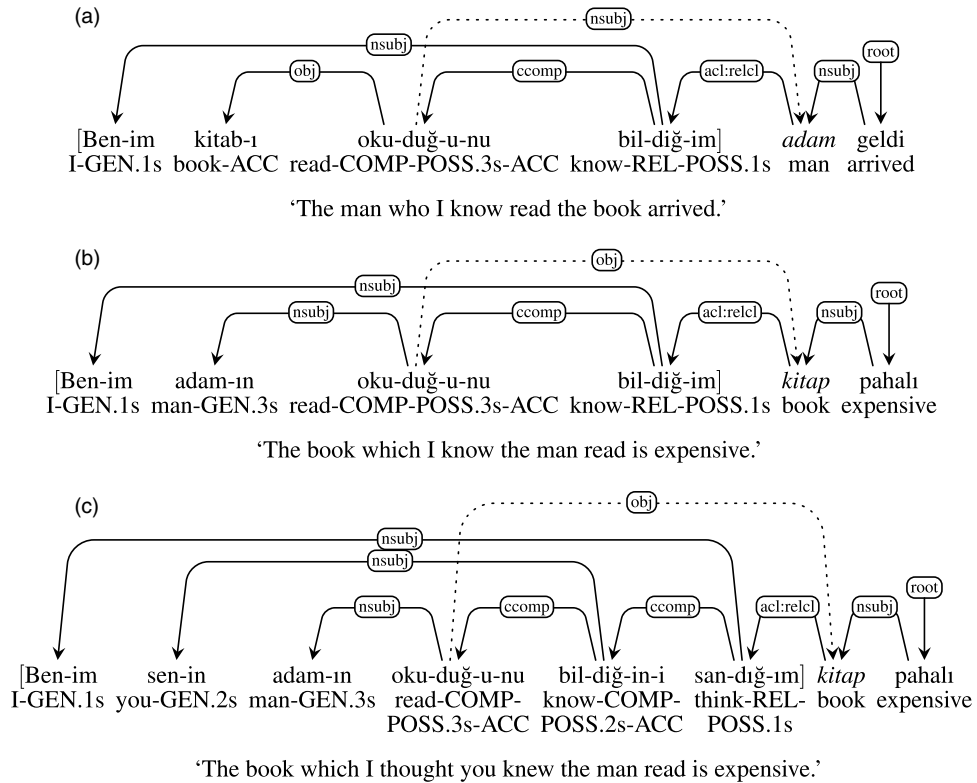 (a)
nsubj
nsubj
root
obj ccomp acl:relcl nsubj
[Ben-im kitab-ı oku-duğ-u-nu bil-diğ-im] adam geldi
I-GEN.1s book-ACC read-COMP-POSS.3s-ACC know-REL-POSS.1s man arrived
‘The man who I know read the book arrived.’
(b)
obj
nsubj
root
nsubj ccomp acl:relcl nsubj
[Ben-im adam-ın oku-duğ-u-nu bil-diğ-im] kitap pahalı
I-GEN.1s man-GEN.3s read-COMP-POSS.3s-ACC know-REL-POSS.1s book expensive
‘The book which I know the man read is expensive.’
(c)
obj
nsubj
nsubj
root
nsubj ccomp ccomp acl:relcl nsubj
[Ben-im sen-in adam-ın oku-duğ-u-nu bil-diğ-in-i san-dığ-ım] kitap pahalı
I-GEN.1s you-GEN.2s man-GEN.3s read-COMP- know-COMP- think-REL- book expensive
POSS.3s-ACC POSS.2s-ACC POSS.1s
‘The book which I thought you knew the man read is expensive.’